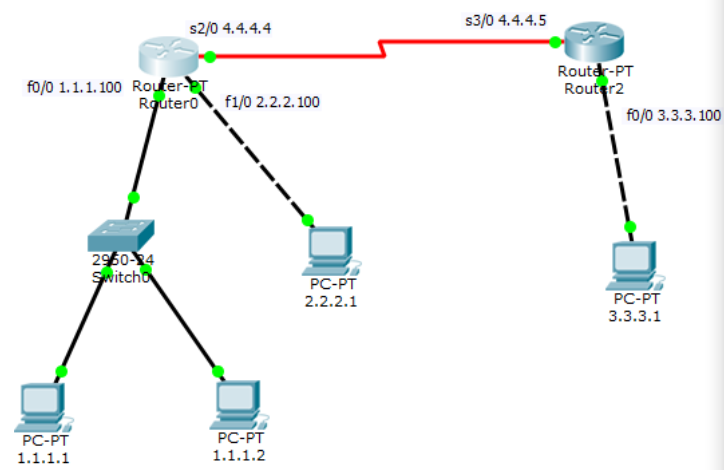 s2/0 4.4.4.4
s3/0 4.4.4.5
Router-PT
Router0
Router-PT
Router2
f0/0 1.1.1.100
f1/0 2.2.2.100
f0/0 3.3.3.100
2950-24
Switch0
PC-PT
2.2.2.1
PC-PT
3.3.3.1
PC-PT
1.1.1.1
PC-PT
1.1.1.2